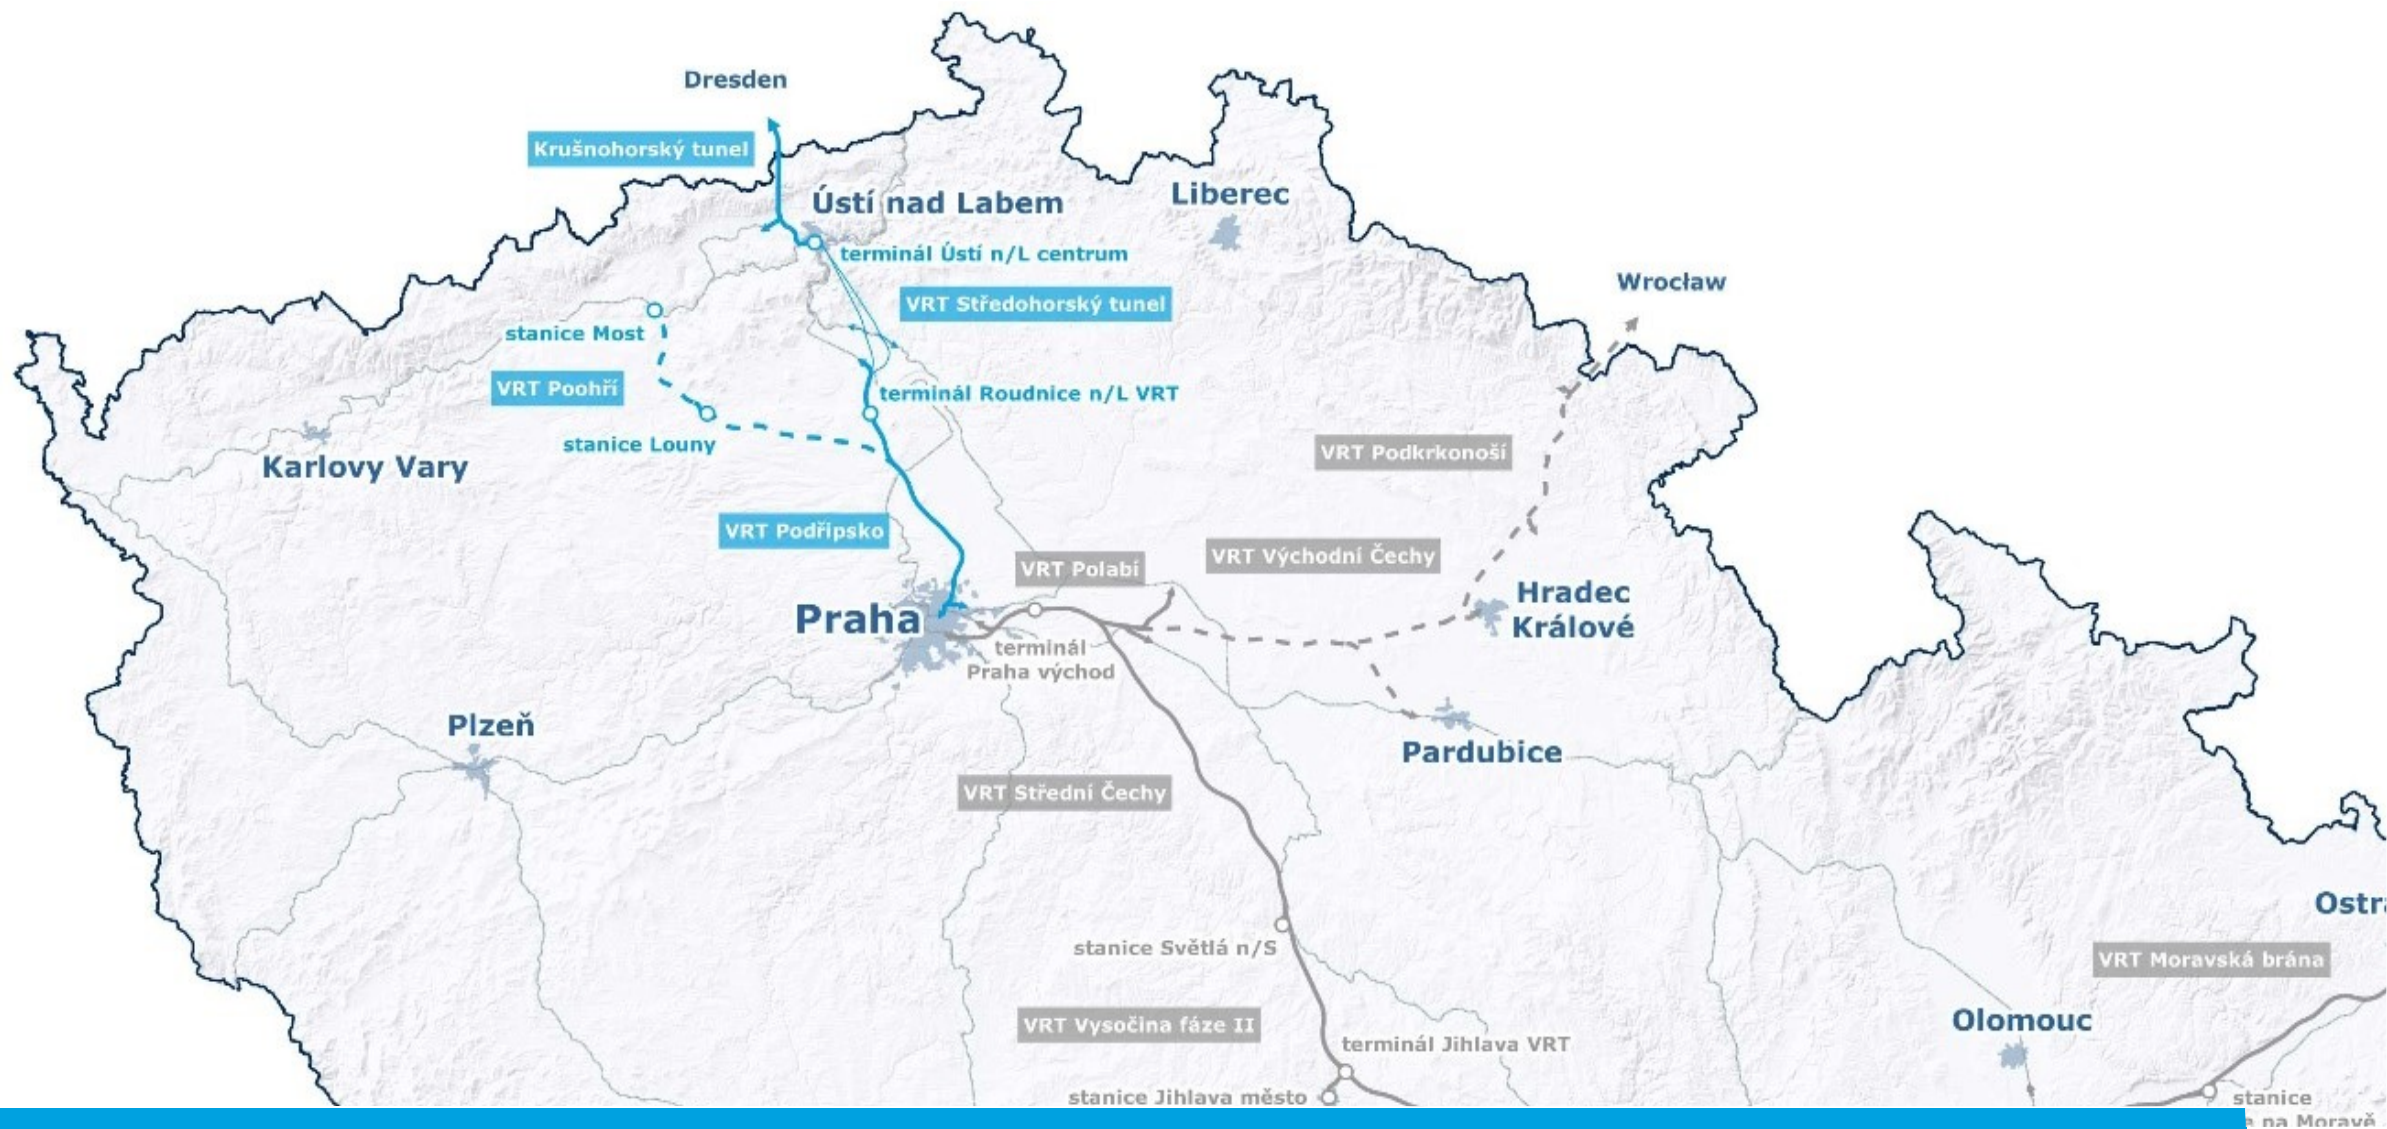 Dresden
Krušnohorský tunel
Ústí nad Labem
Liberec
terminál Ústí n/L centrum
Wrocław
VRT Středohorský tunel
stanice Most
VRT Poohří
terminál Roudnice n/L VRT
stanice Louny
VRT Podkrkonoší
Karlovy Vary
VRT Podřipsko
VRT Polabí
VRT Východní Čechy
Praha
Hradec
Králové
terminál
Praha východ
Plzeň
Pardubice
VRT Střední Čechy
Ostr
stanice Světlá n/S
VRT Moravská brána
VRT Vysočina fáze II
Olomouc
terminál Jihlava VRT
stanice Jihlava město
stanice
na Moravě